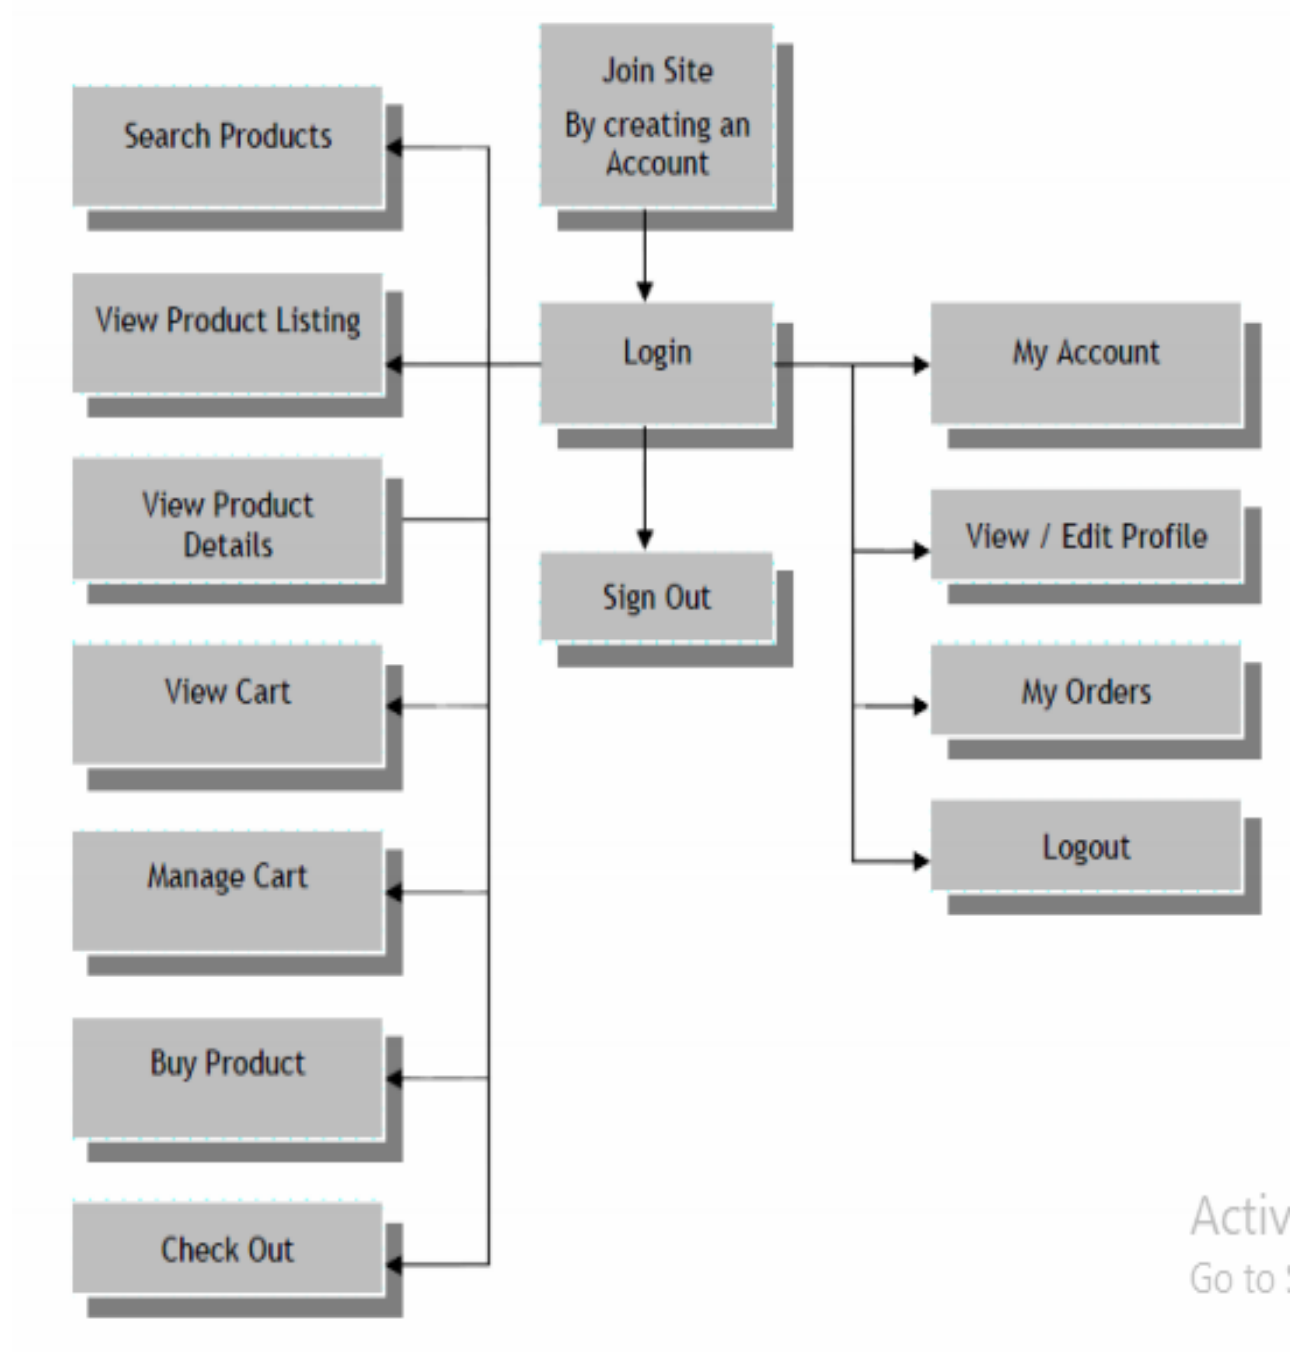 Join Site
By creating an
Account
Search Products
View Product Listing
Login
My Account
View Product
Details
View / Edit Profile
Sign Out
View Cart
My Orders
Manage Cart
Logout
Buy Product
Check Out
Activ
Go to